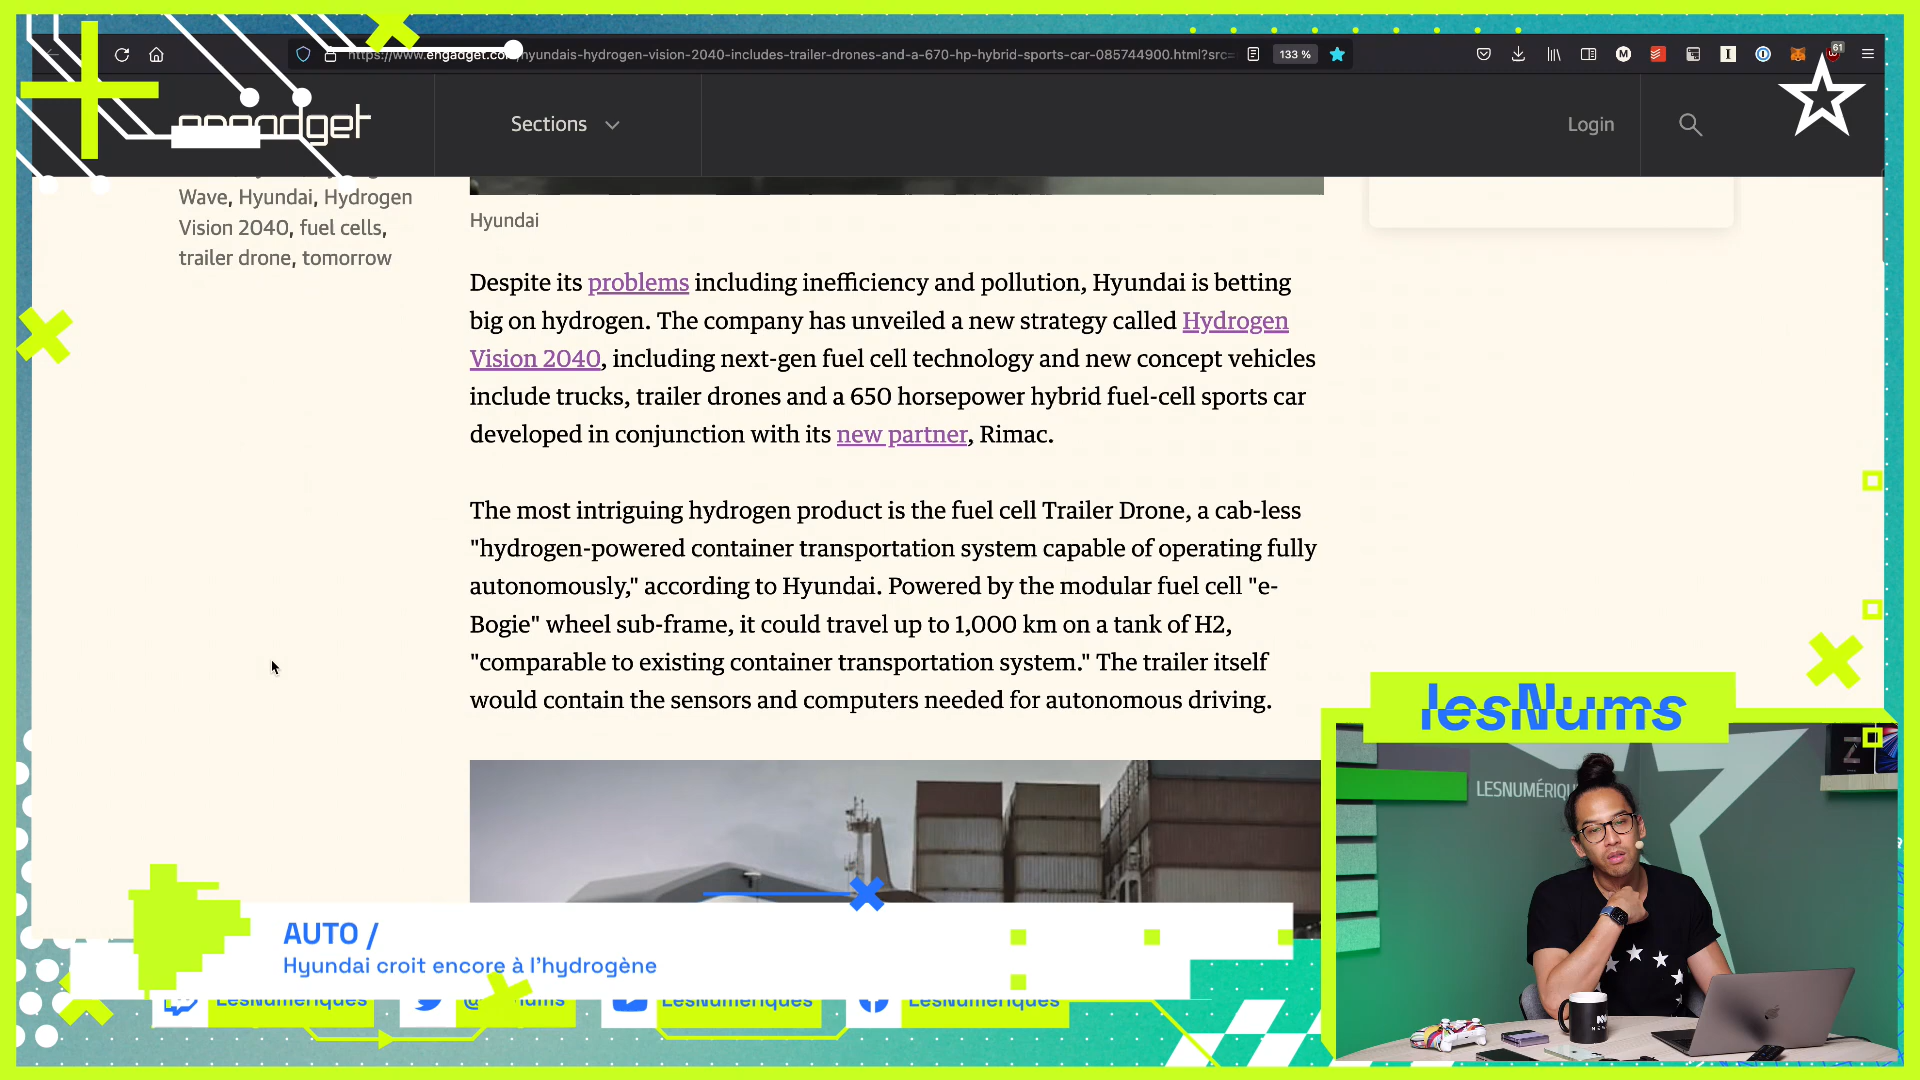 https://www.engadget.com/hyundais-hydrogen-vision-2040-includes-trailer-drones-and-a-670-hp-hybrid-sports-car-085744900.html?src=
133 %
61
engadget
Sections
Login
Wave, Hyundai, Hydrogen
Vision 2040, fuel cells,
trailer drone, tomorrow
Hyundai
Despite its problems including inefficiency and pollution, Hyundai is betting
big on hydrogen. The company has unveiled a new strategy called Hydrogen
Vision 2040, including next-gen fuel cell technology and new concept vehicles
include trucks, trailer drones and a 650 horsepower hybrid fuel-cell sports car
developed in conjunction with its new partner, Rimac.
The most intriguing hydrogen product is the fuel cell Trailer Drone, a cab-less
"hydrogen-powered container transportation system capable of operating fully
autonomously," according to Hyundai. Powered by the modular fuel cell "e-
Bogie" wheel sub-frame, it could travel up to 1,000 km on a tank of H2,
"comparable to existing container transportation system." The trailer itself
would contain the sensors and computers needed for autonomous driving.
lesNums
LESNUMÉRIQU
AUTO /
Hyundai croit encore à l'hydrogène
LesNumeriques
LesNumeriques
LesNumeriques